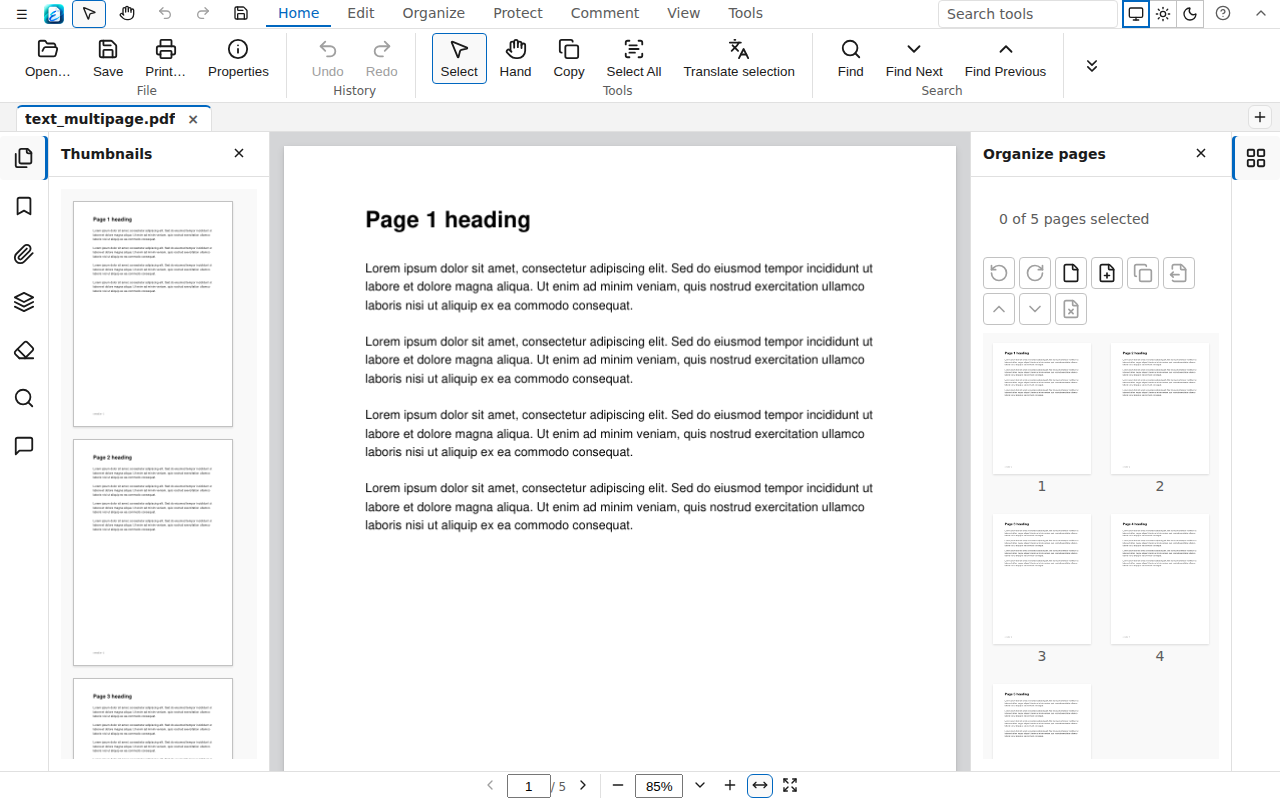 Home Edit Organize Protect Comment View Tools Search tools
Open... Save Print... Properties Undo Redo Select Hand Copy Select All Translate selection Find Find Next Find Previous
File History Tools Search
text_multipage.pdf
Thumbnails
Page 1 heading
Page 2 heading
Page 3 heading
Page 1 heading
Lorem ipsum dolor sit amet, consectetur adipiscing elit. Sed do eiusmod tempor incididunt ut
labore et dolore magna aliqua. Ut enim ad minim veniam, quis nostrud exercitation ullamco
laboris nisi ut aliquip ex ea commodo consequat.
Lorem ipsum dolor sit amet, consectetur adipiscing elit. Sed do eiusmod tempor incididunt ut
labore et dolore magna aliqua. Ut enim ad minim veniam, quis nostrud exercitation ullamco
laboris nisi ut aliquip ex ea commodo consequat.
Lorem ipsum dolor sit amet, consectetur adipiscing elit. Sed do eiusmod tempor incididunt ut
labore et dolore magna aliqua. Ut enim ad minim veniam, quis nostrud exercitation ullamco
laboris nisi ut aliquip ex ea commodo consequat.
Lorem ipsum dolor sit amet, consectetur adipiscing elit. Sed do eiusmod tempor incididunt ut
labore et dolore magna aliqua. Ut enim ad minim veniam, quis nostrud exercitation ullamco
laboris nisi ut aliquip ex ea commodo consequat.
Organize pages
0 of 5 pages selected
1 2
3 4
1 / 5 85%